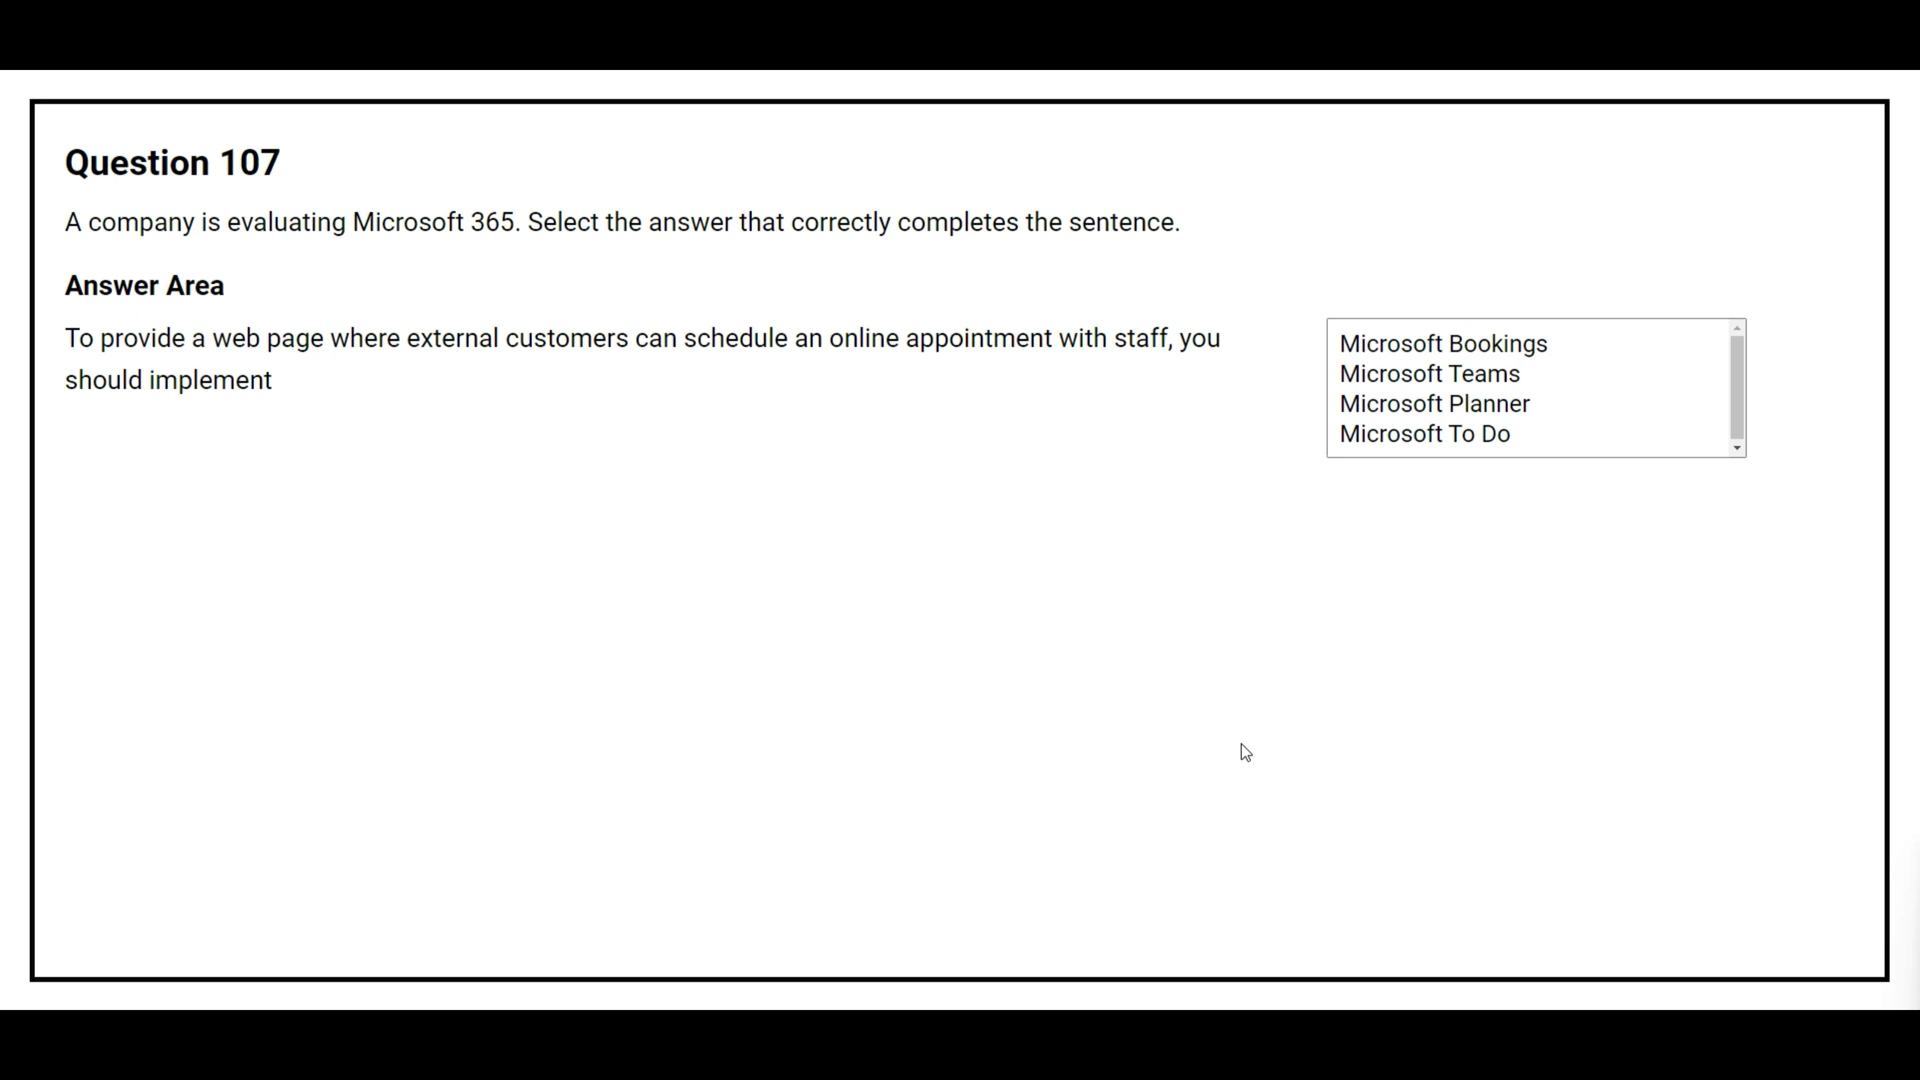 Question 107
A company is evaluating Microsoft 365. Select the answer that correctly completes the sentence.
Answer Area
To provide a web page where external customers can schedule an online appointment with staff, you
should implement
Microsoft Bookings
Microsoft Teams
Microsoft Planner
Microsoft To Do